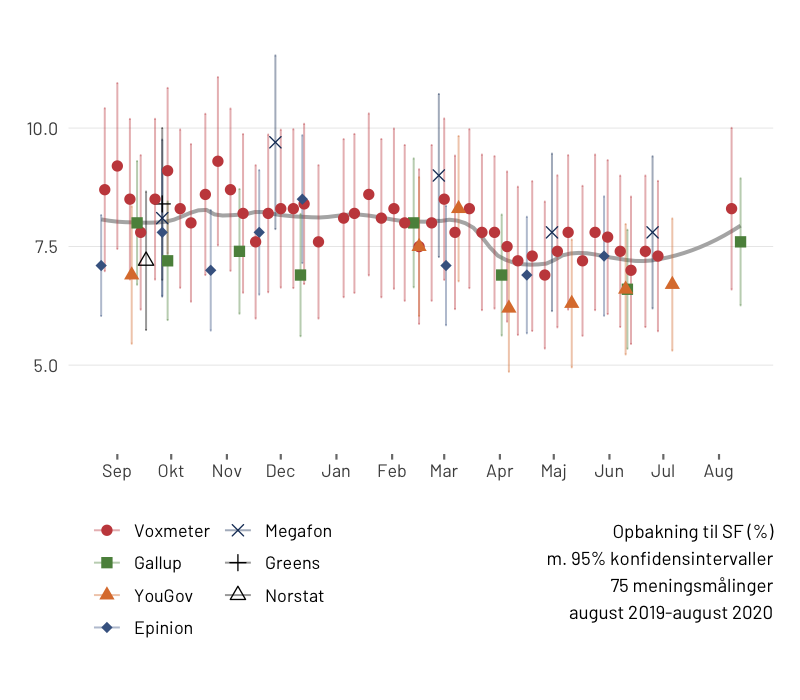 10.0
7.5
5.0
Sep Okt Nov Dec Jan Feb Mar Apr Maj Jun Jul Aug
Voxmeter Megafon
Gallup Greens
YouGov Norstat
Epinion
Opbakning til SF (%)
m. 95% konfidensintervaller
75 meningsmålinger
august 2019-august 2020